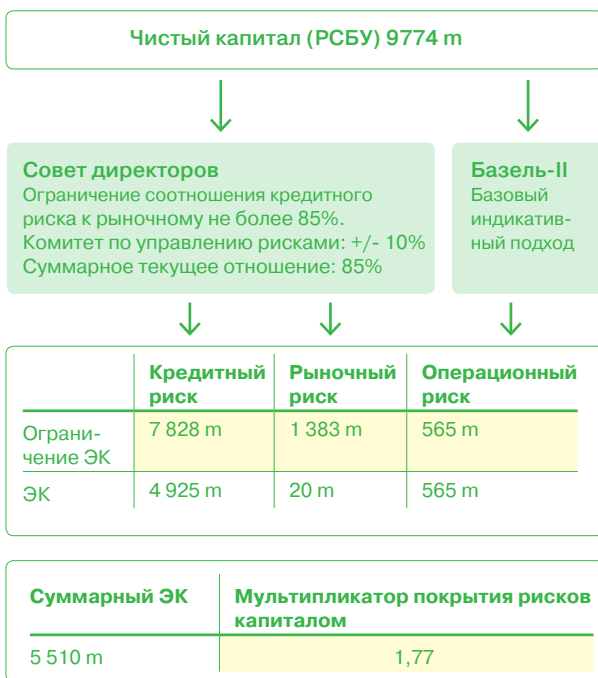 Чистый капитал (РСБУ) 9774 m
Совет директоров
Ограничение соотношения кредитного
риска к рыночному не более 85%.
Комитет по управлению рисками: +/- 10%
Суммарное текущее отношение: 85%
Базель-II
Базовый
индикатив-
ный подход
Кредитный
риск
Рыночный
риск
Операционный
риск
Ограни-
чение ЭК
7 828 m
1 383 m
565 m
ЭК
4 925 m
20 m
565 m
Суммарный ЭК
Мультипликатор покрытия рисков
капиталом
5 510 m
1,77